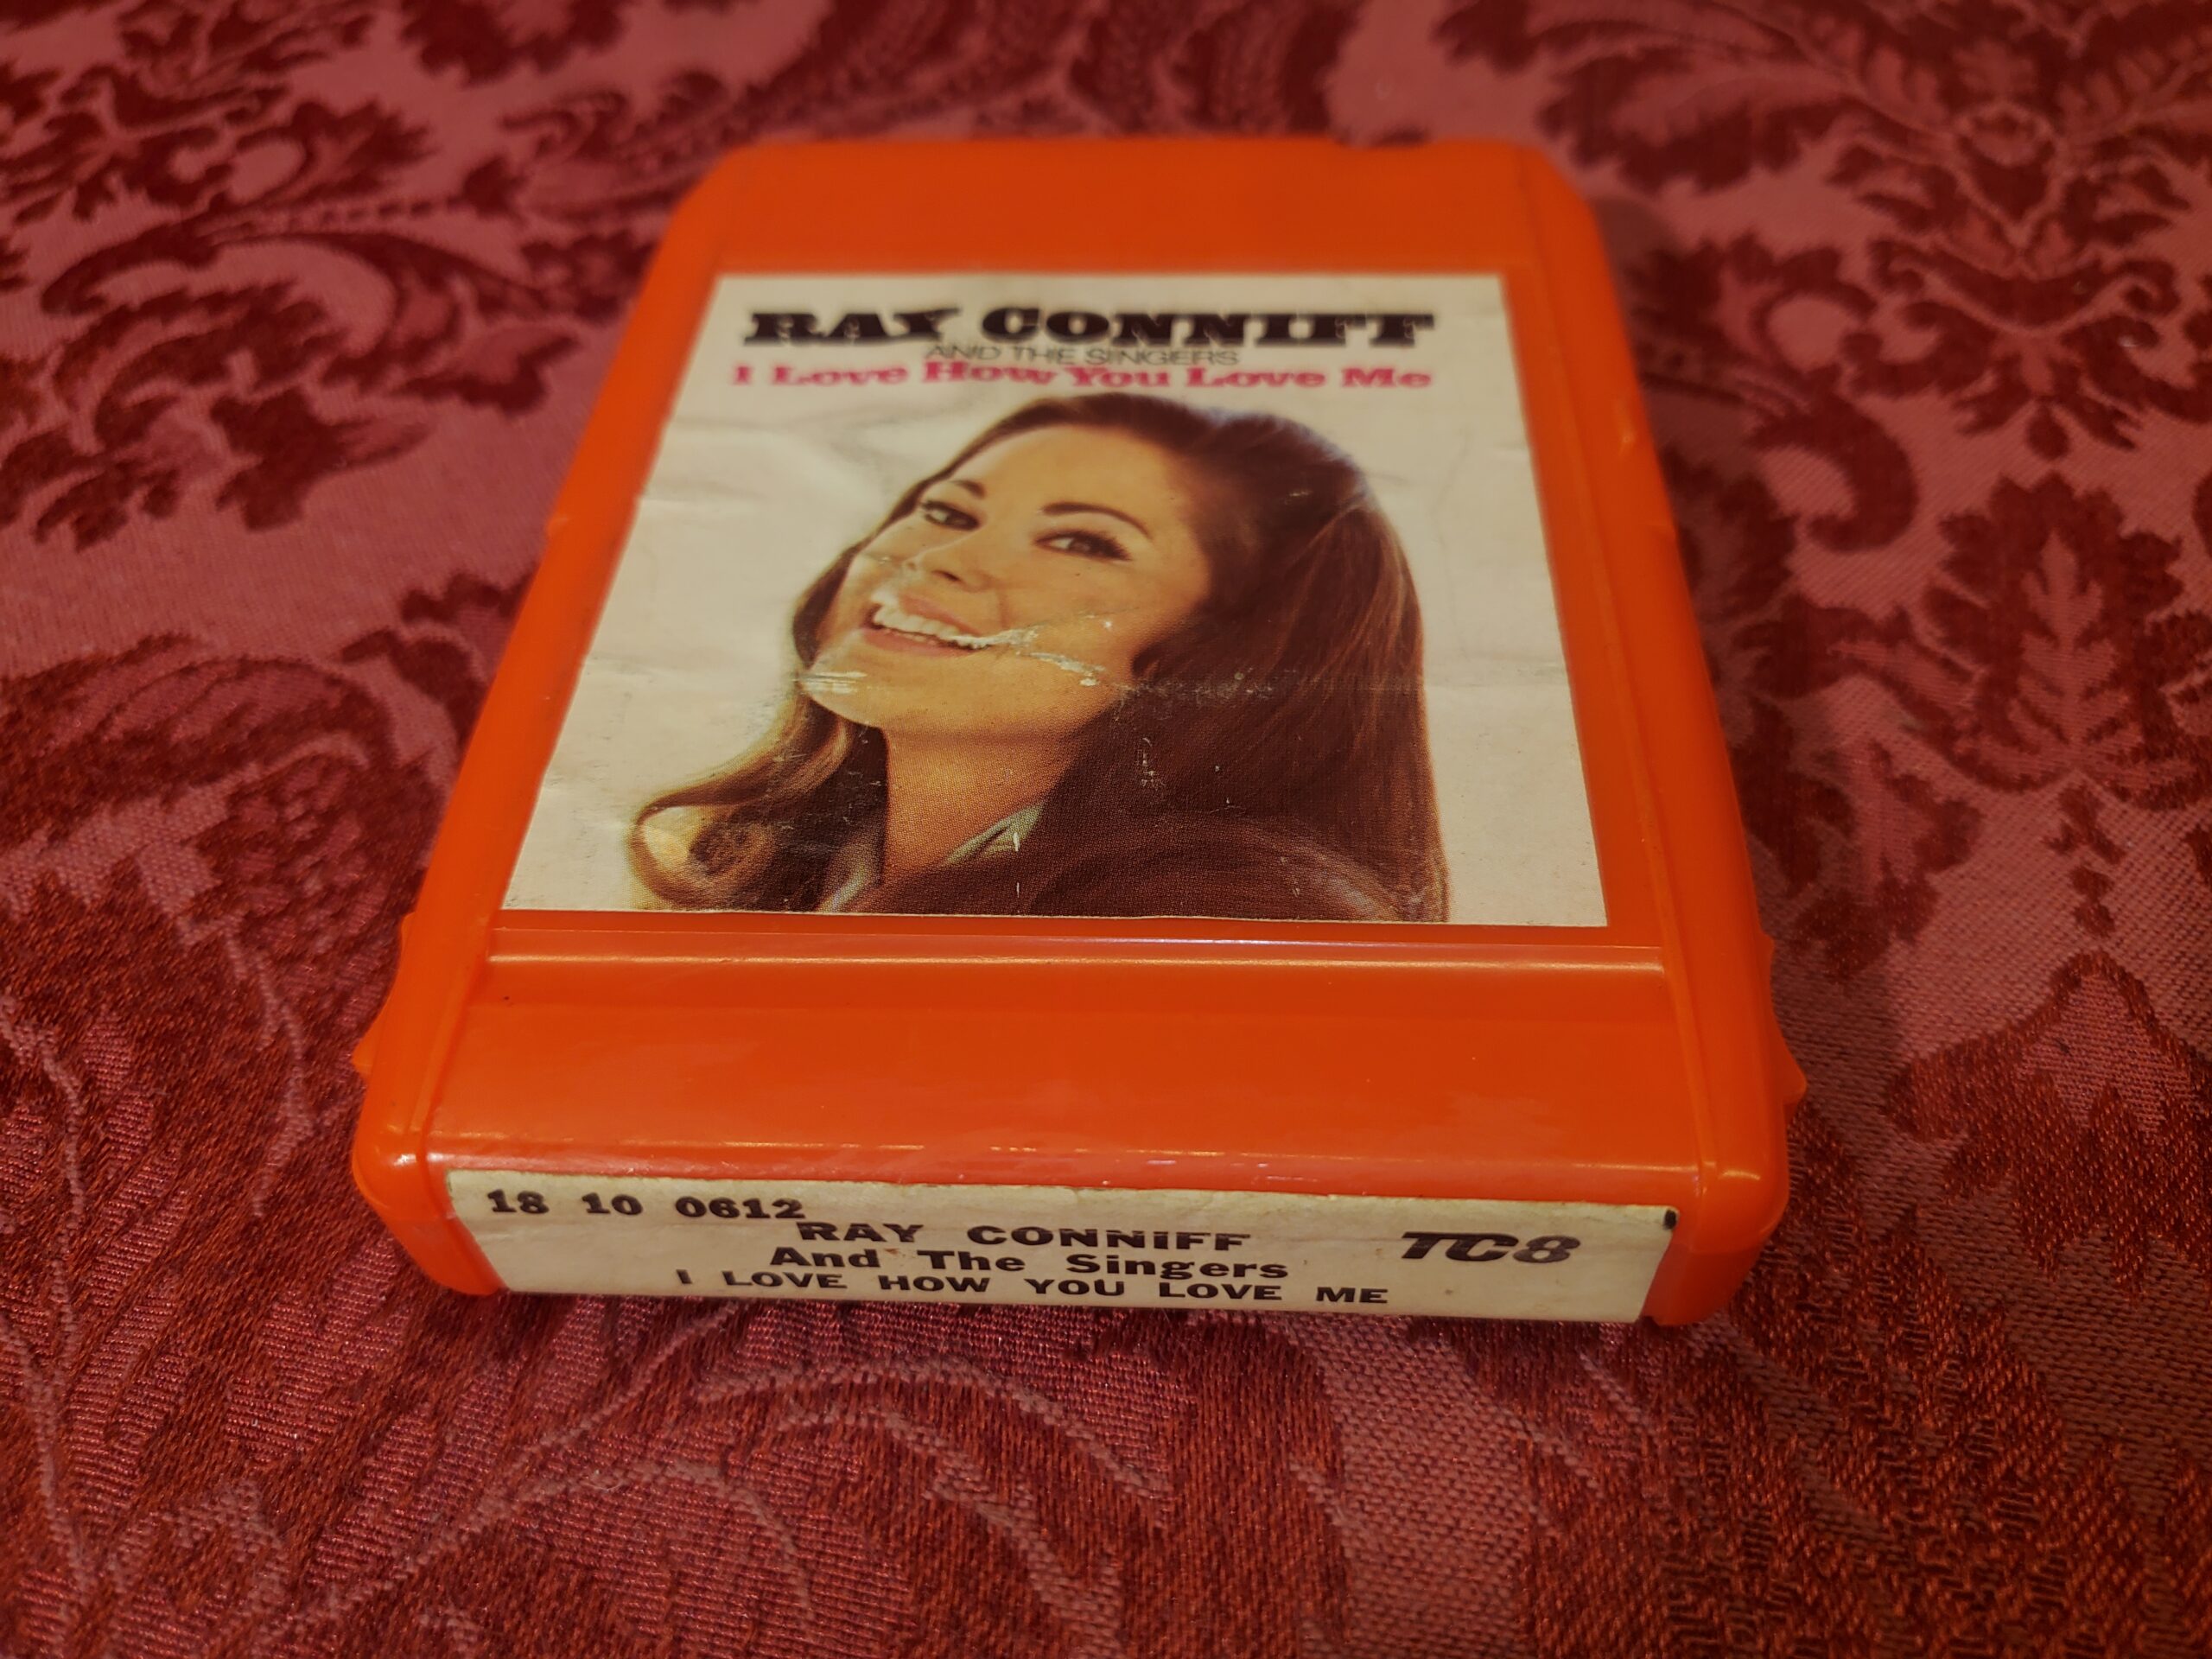 RAY CONNIFF
AND THE SINGERS
I Love How You Love Me
18 10 0612
RAY CONNIFF
And The Singers
I LOVE HOW YOU LOVE ME
TC8